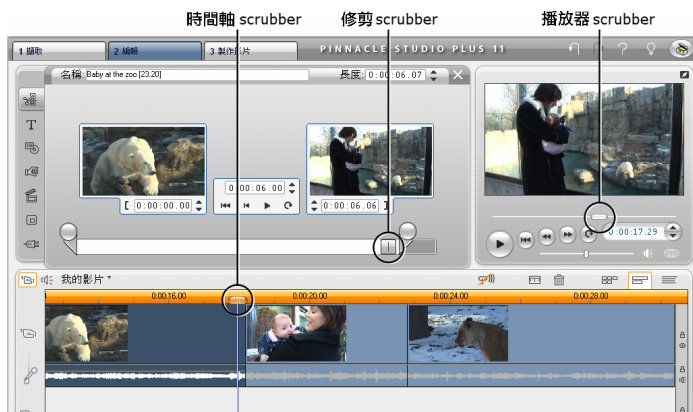 時間軸 scrubber
修剪 scrubber
播放器 scrubber
1 擷取
2 編輯
3 製作影片
PINNACLE STUDIO PLUS 11
名稱: Baby at the zoo [23.20]
長度: 0:00:06.07
T
0:00:06.00
[ 0:00:00.00
0:00:06.06 ]
0:00:17.29
我的影片 *
0:00:16.00
0:00:20.00
0:00:24.00
0:00:28.00